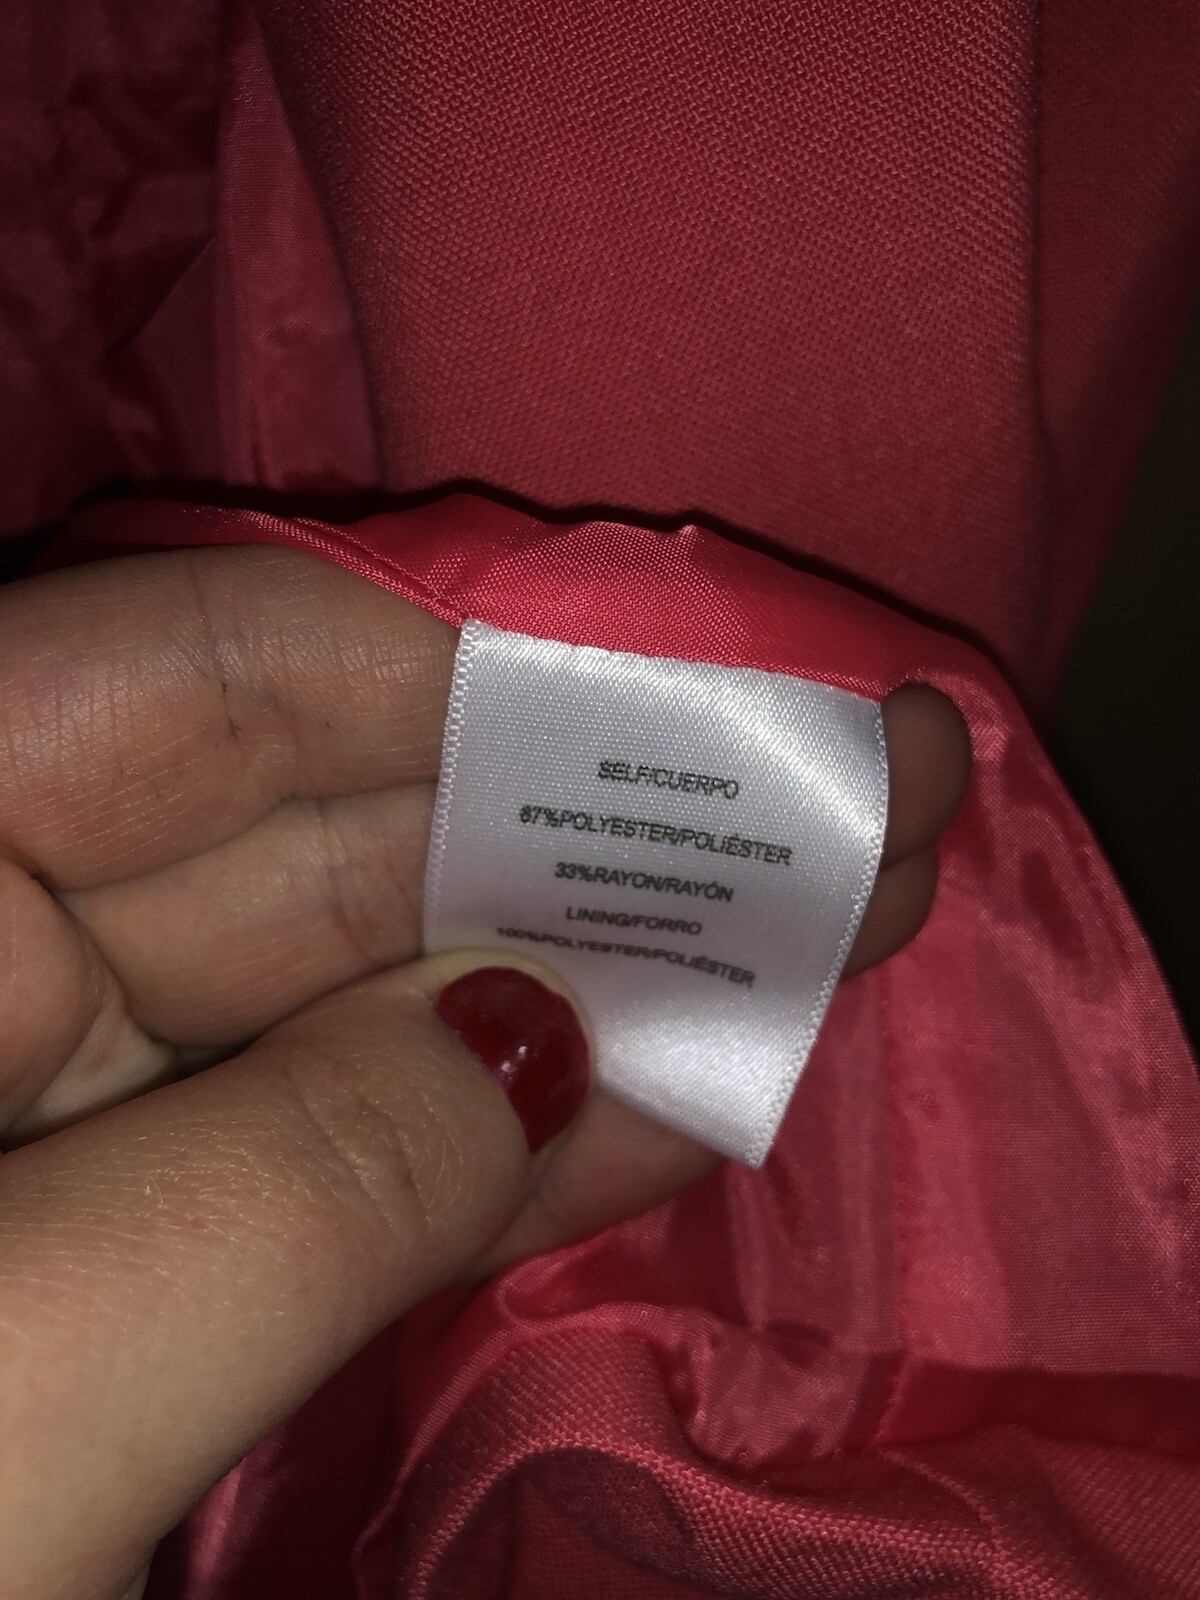 SELF/CUERPO
67%POLYESTER/POLIÉSTER
33%RAYON/RAYÓN
LINING/FORRO
100%POLYESTER/POLIÉSTER